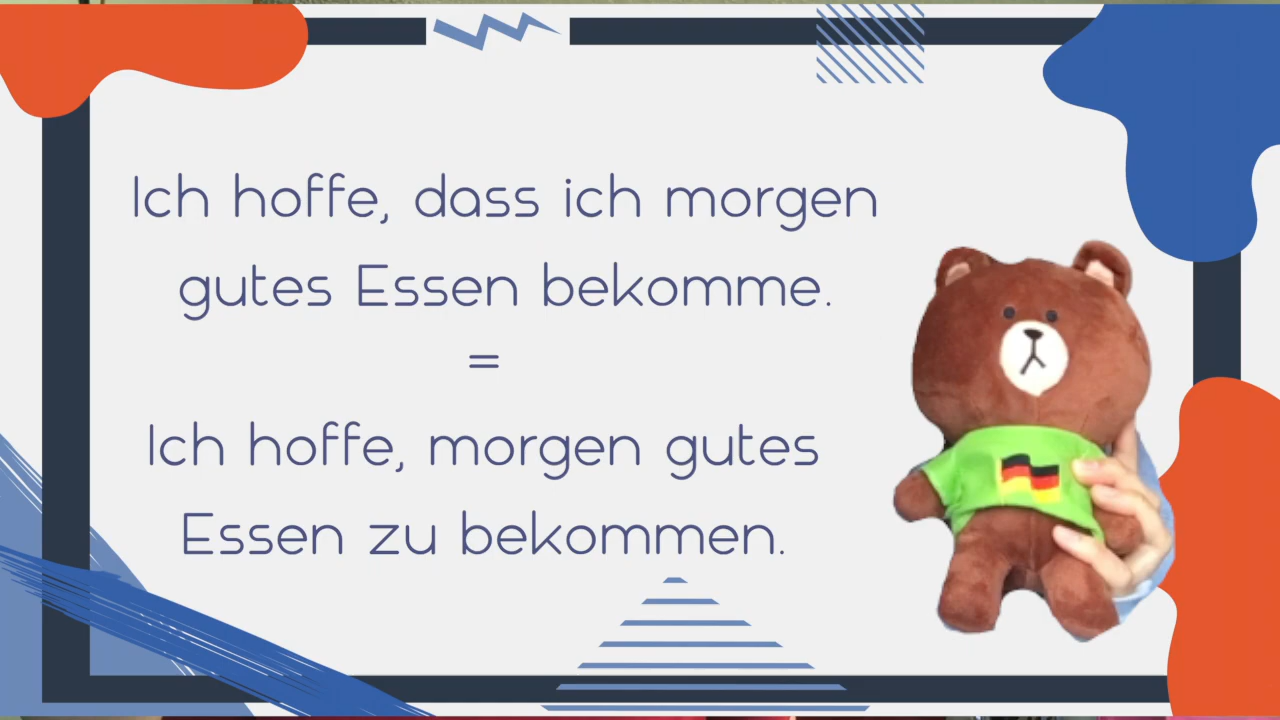 Ich hoffe, dass ich morgen
gutes Essen bekomme.
=
Ich hoffe, morgen gutes
Essen zu bekommen.